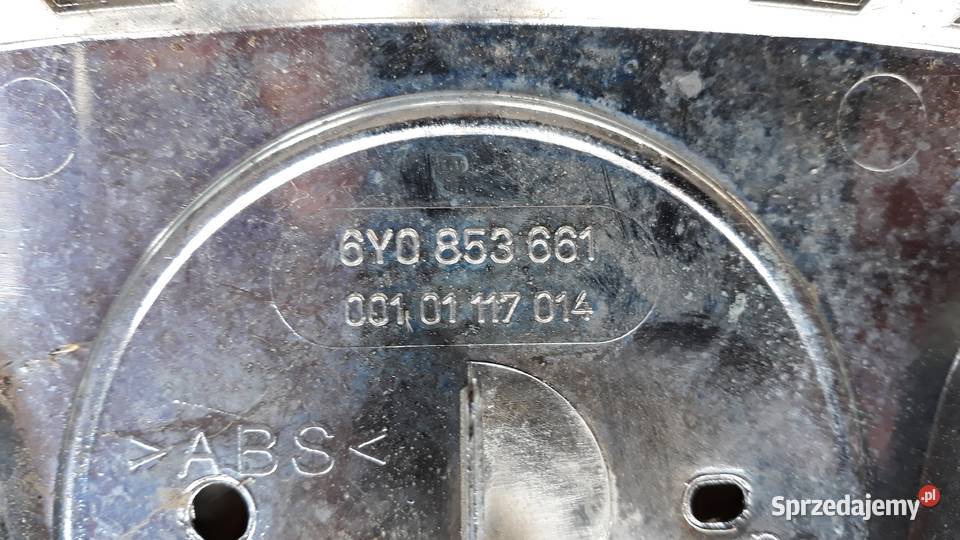 6Y0 853 661
001 01 117 014
>ABS<
Sprzedajemy.pl